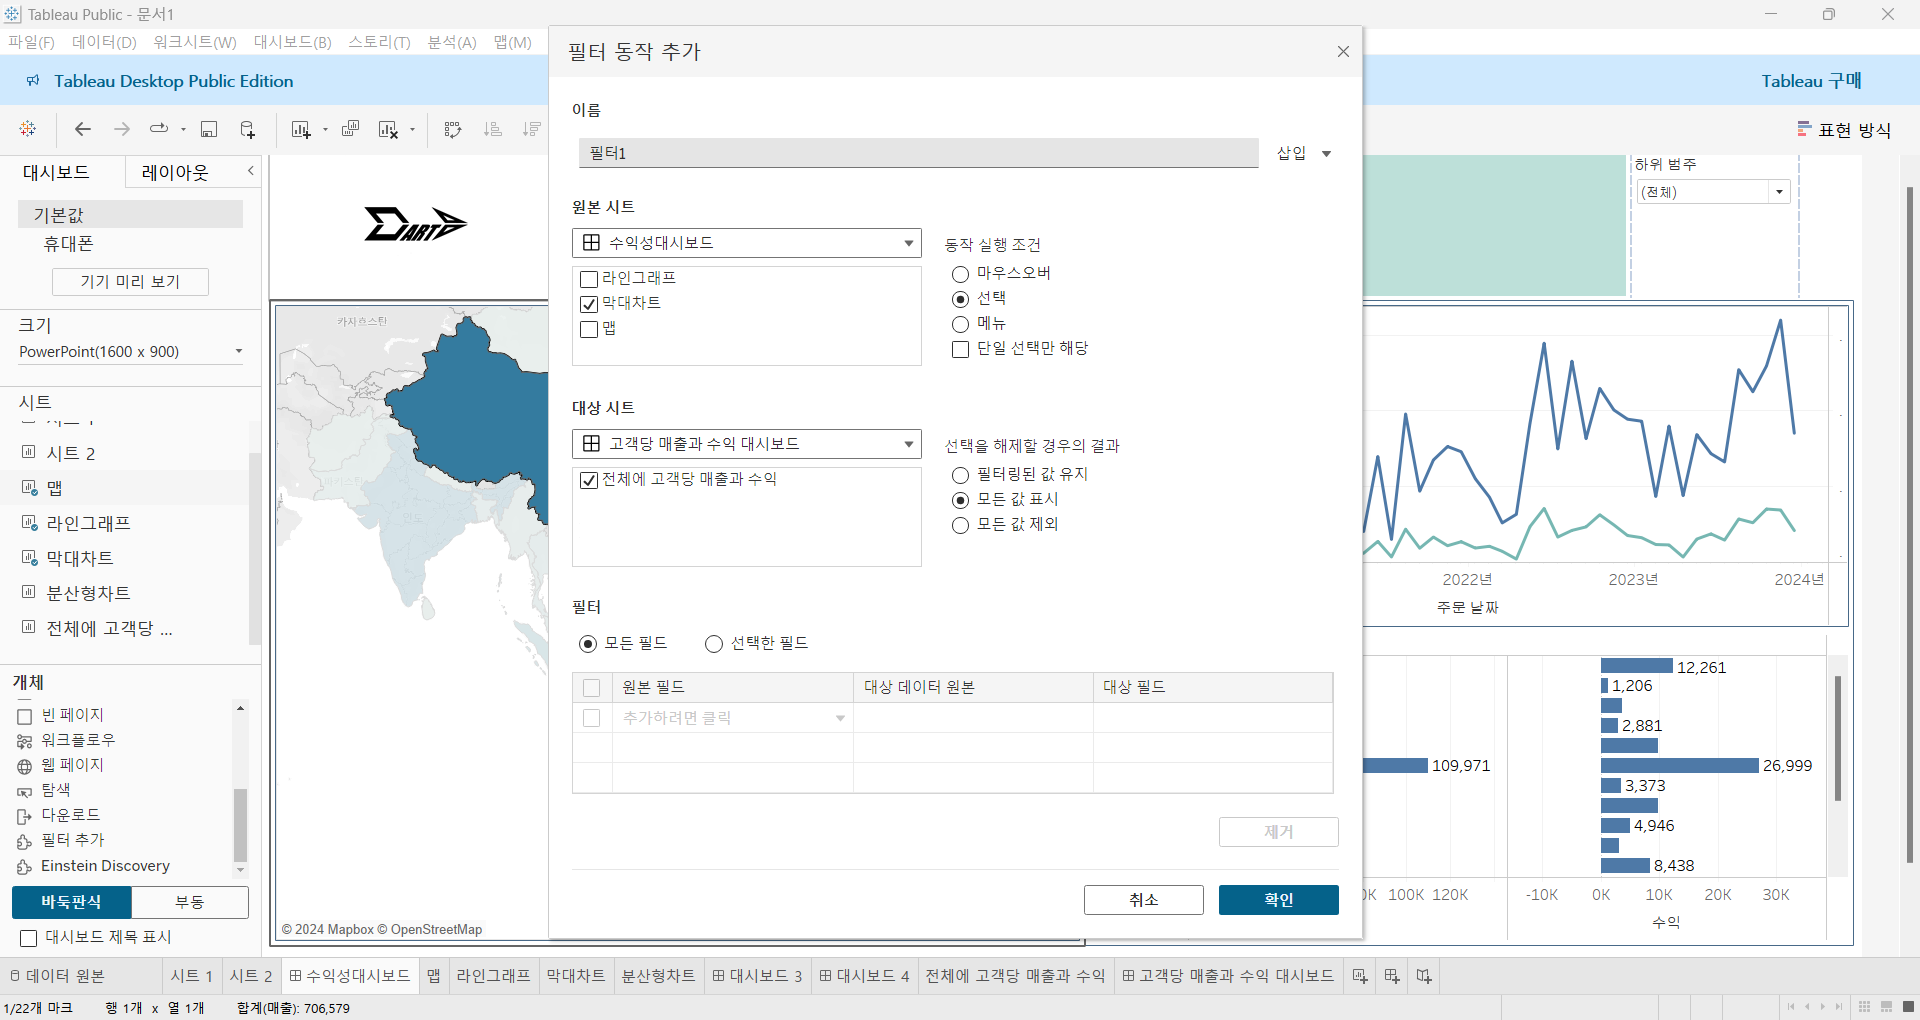 Tableau Public - 문서1
파일(F) 데이터(D) 워크시트(W) 대시보드(B) 스토리(T) 분석(A) 맵(M)
Tableau Desktop Public Edition
Tableau 구매
표현 방식
대시보드
레이아웃
기본값
휴대폰
기기 미리 보기
크기
PowerPoint(1600 x 900)
시트
시트 2
맵
라인그래프
막대차트
분산형차트
전체에 고객당 ...
개체
빈 페이지
워크플로우
웹 페이지
탐색
다운로드
필터 추가
Einstein Discovery
바둑판식
부동
대시보드 제목 표시
DART
카자흐스탄
인도
© 2024 Mapbox © OpenStreetMap
필터 동작 추가
이름
필터1
삽입
원본 시트
수익성대시보드
라인그래프
막대차트
맵
동작 실행 조건
마우스오버
선택
메뉴
단일 선택만 해당
대상 시트
고객당 매출과 수익 대시보드
전체에 고객당 매출과 수익
선택을 해제할 경우의 결과
필터링된 값 유지
모든 값 표시
모든 값 제외
필터
모든 필드
선택한 필드
원본 필드
대상 데이터 원본
대상 필드
추가하려면 클릭
제거
취소
확인
하위 범주
(전체)
2022년
2023년
2024년
주문 날짜
109,971
12,261
1,206
2,881
26,999
3,373
4,946
8,438
100K 120K
-10K 0K 10K 20K 30K
수익
데이터 원본 시트 1 시트 2 수익성대시보드 맵 라인그래프 막대차트 분산형차트 대시보드 3 대시보드 4 전체에 고객당 매출과 수익 고객당 매출과 수익 대시보드
1/22개 마크 행 1개 x 열 1개 합계(매출): 706,579